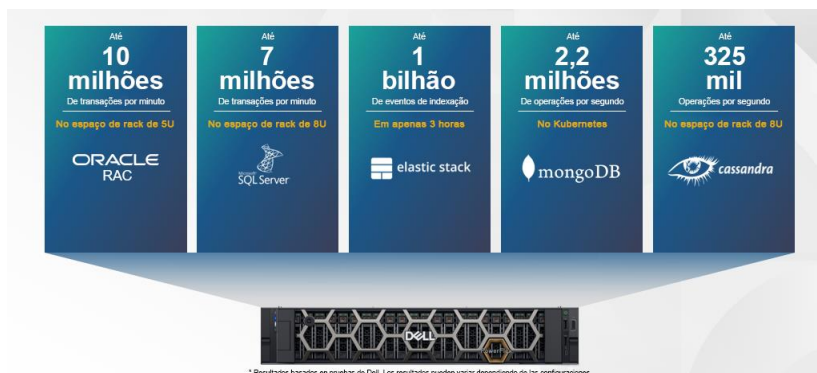 Até
10
milhões
De transações por minuto
No espaço de rack de 5U
ORACLE
RAC
Até
7
milhões
De transações por minuto
No espaço de rack de 8U
Microsoft
SQL Server
Até
1
bilhão
De eventos de indexação
Em apenas 3 horas
elastic stack
Até
2,2
milhões
De operações por segundo
No Kubernetes
mongoDB
Até
325
mil
Operações por segundo
No espaço de rack de 8U
cassandra
DELL
* Resultados basados en pruebas de Dell. Los resultados pueden variar dependiendo de las configuraciones